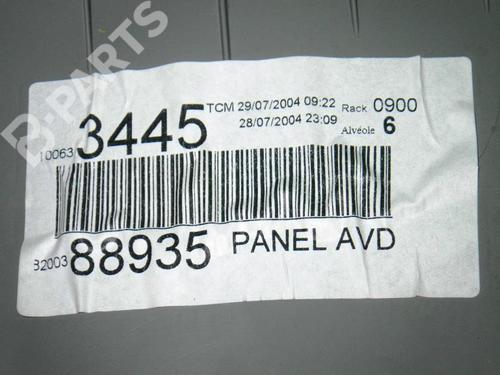 B-PARTS
TCM 29/07/2004 09:22 Rack 0900
10063 3445 28/07/2004 23:09 Alvéole 6
82003 88935 PANEL AVD